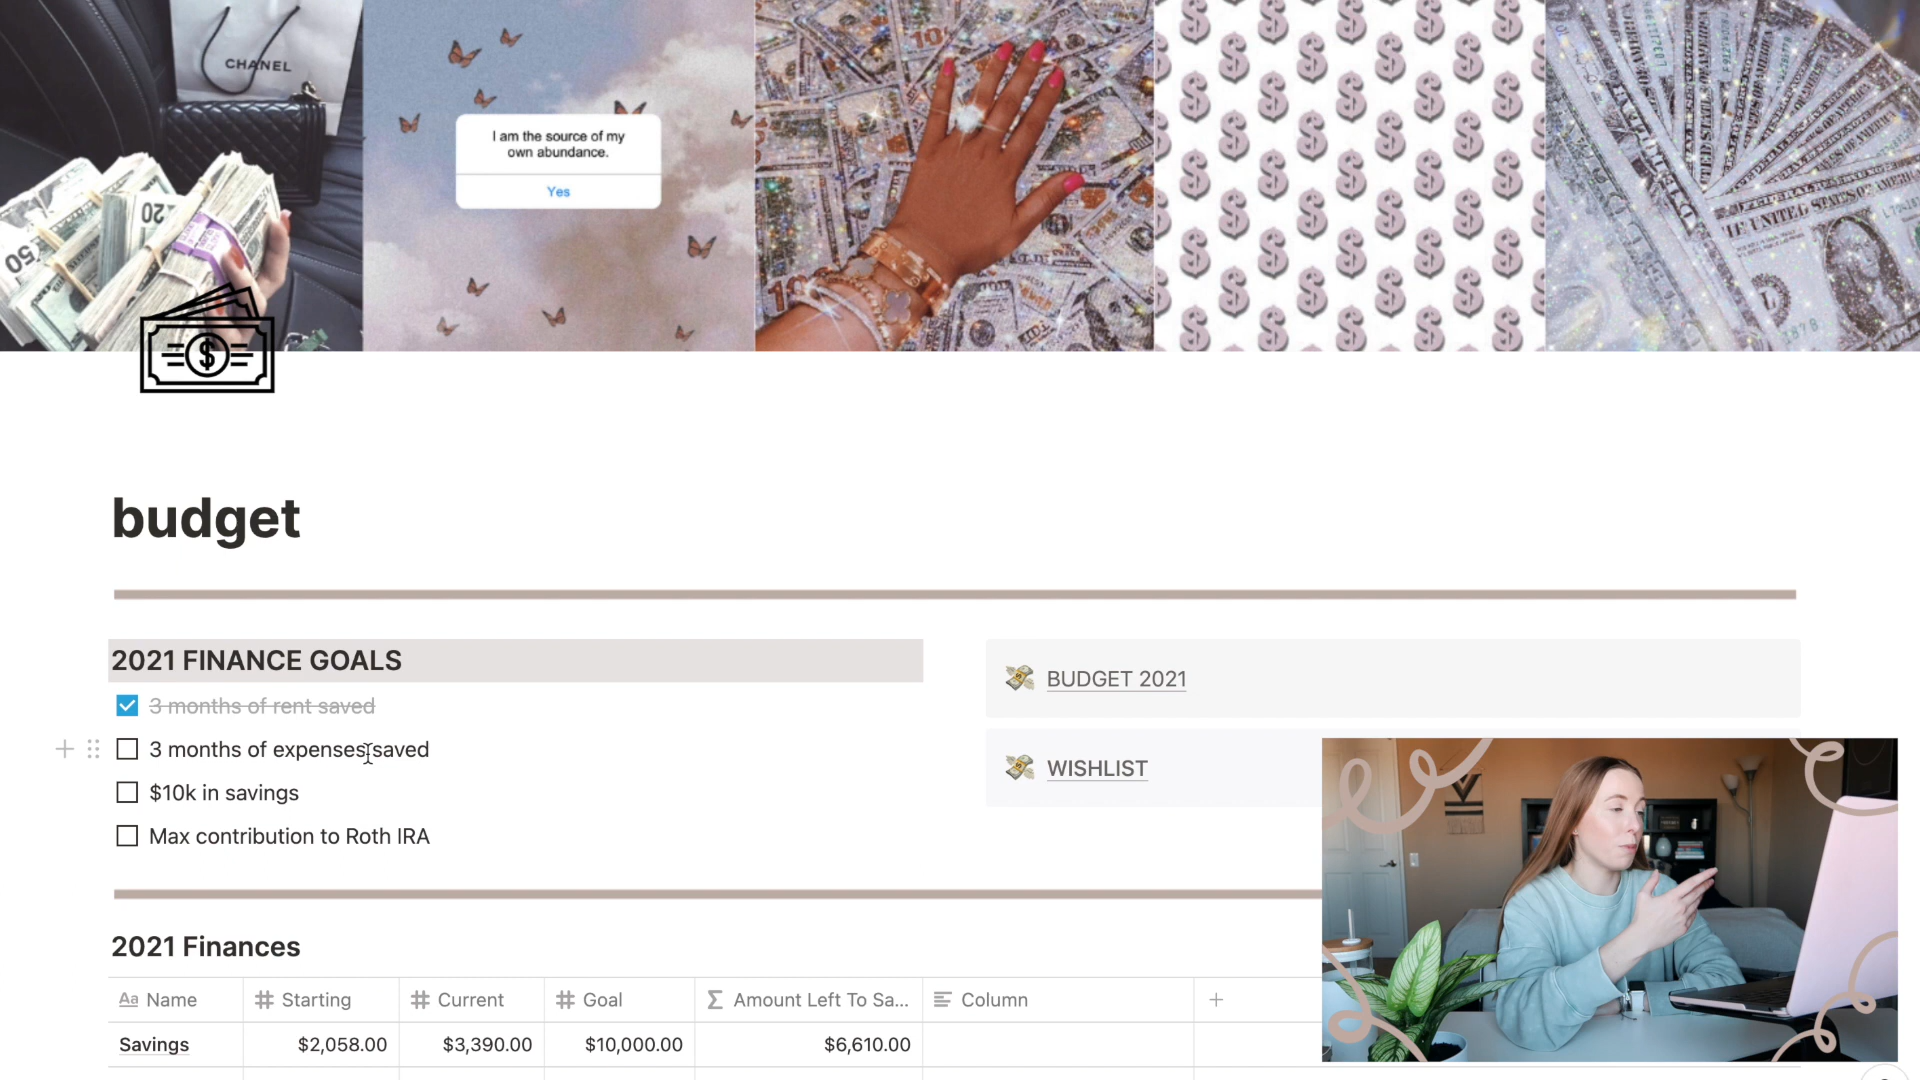 CHANEL
I am the source of my
own abundance.
Yes
budget
2021 FINANCE GOALS
3 months of rent saved
3 months of expenses saved
$10k in savings
Max contribution to Roth IRA
BUDGET 2021
WISHLIST
2021 Finances
Aa Name # Starting # Current # Goal Σ Amount Left To Sa... Column +
Savings $2,058.00 $3,390.00 $10,000.00 $6,610.00